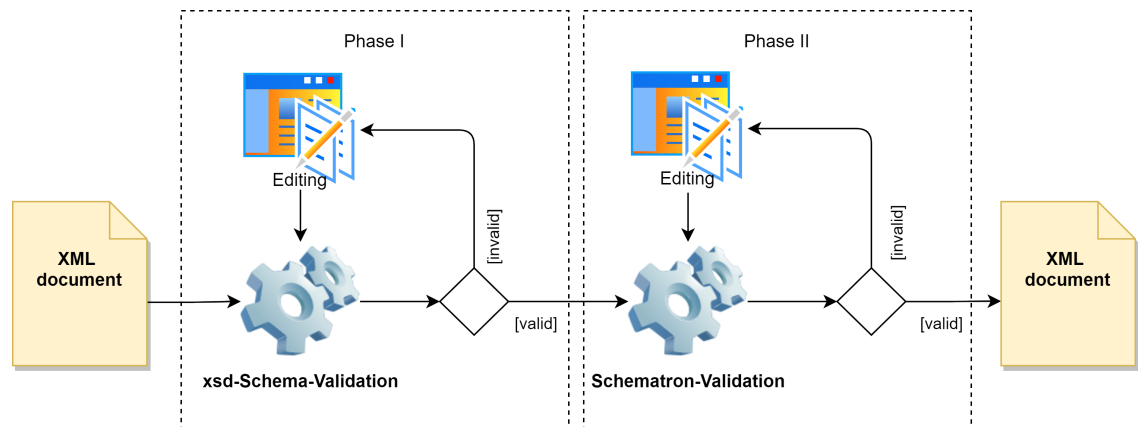 Phase I
Phase II
Editing
Editing
XML
document
[invalid]
[valid]
xsd-Schema-Validation
[invalid]
[valid]
Schematron-Validation
XML
document